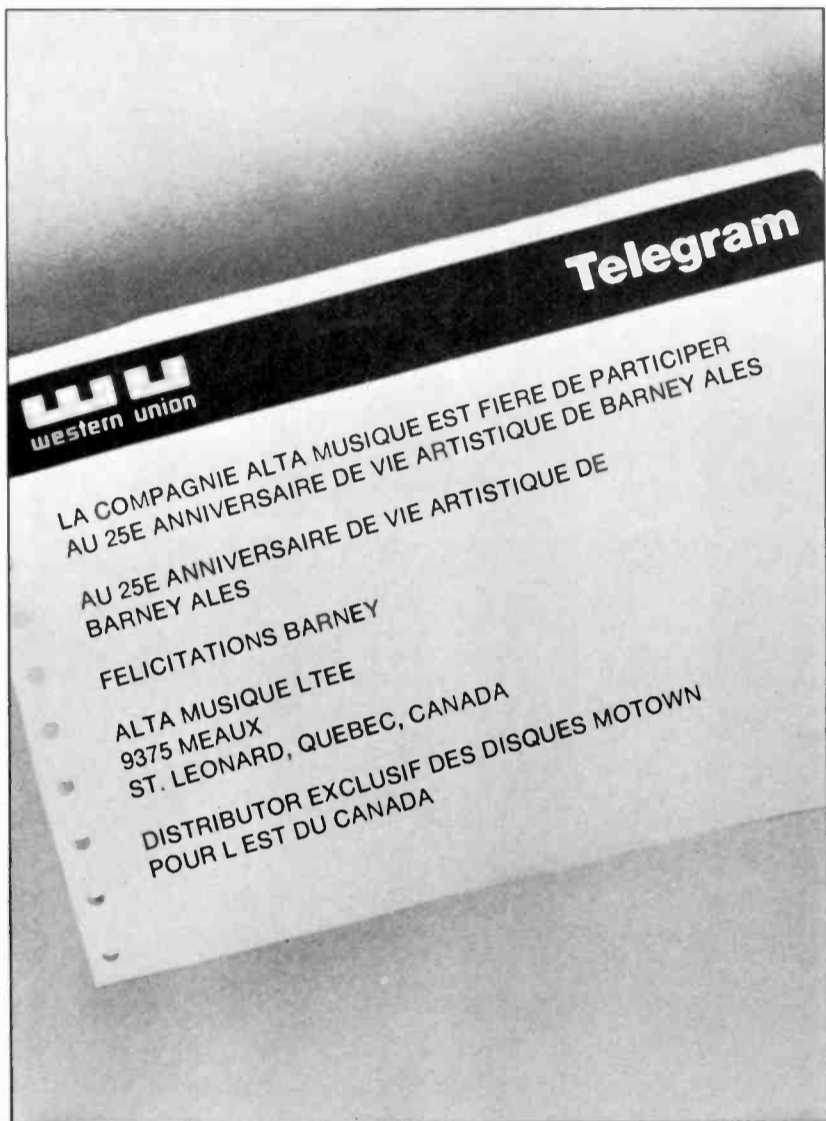 Telegram
western union
LA COMPAGNIE ALTA MUSIQUE EST FIERE DE PARTICIPER
AU 25E ANNIVERSAIRE DE VIE ARTISTIQUE DE BARNEY ALES
AU 25E ANNIVERSAIRE DE VIE ARTISTIQUE DE
BARNEY ALES
FELICITATIONS BARNEY
ALTA MUSIQUE LTEE
9375 MEAUX
ST. LEONARD, QUEBEC, CANADA
DISTRIBUTOR EXCLUSIF DES DISQUES MOTOWN
POUR L EST DU CANADA